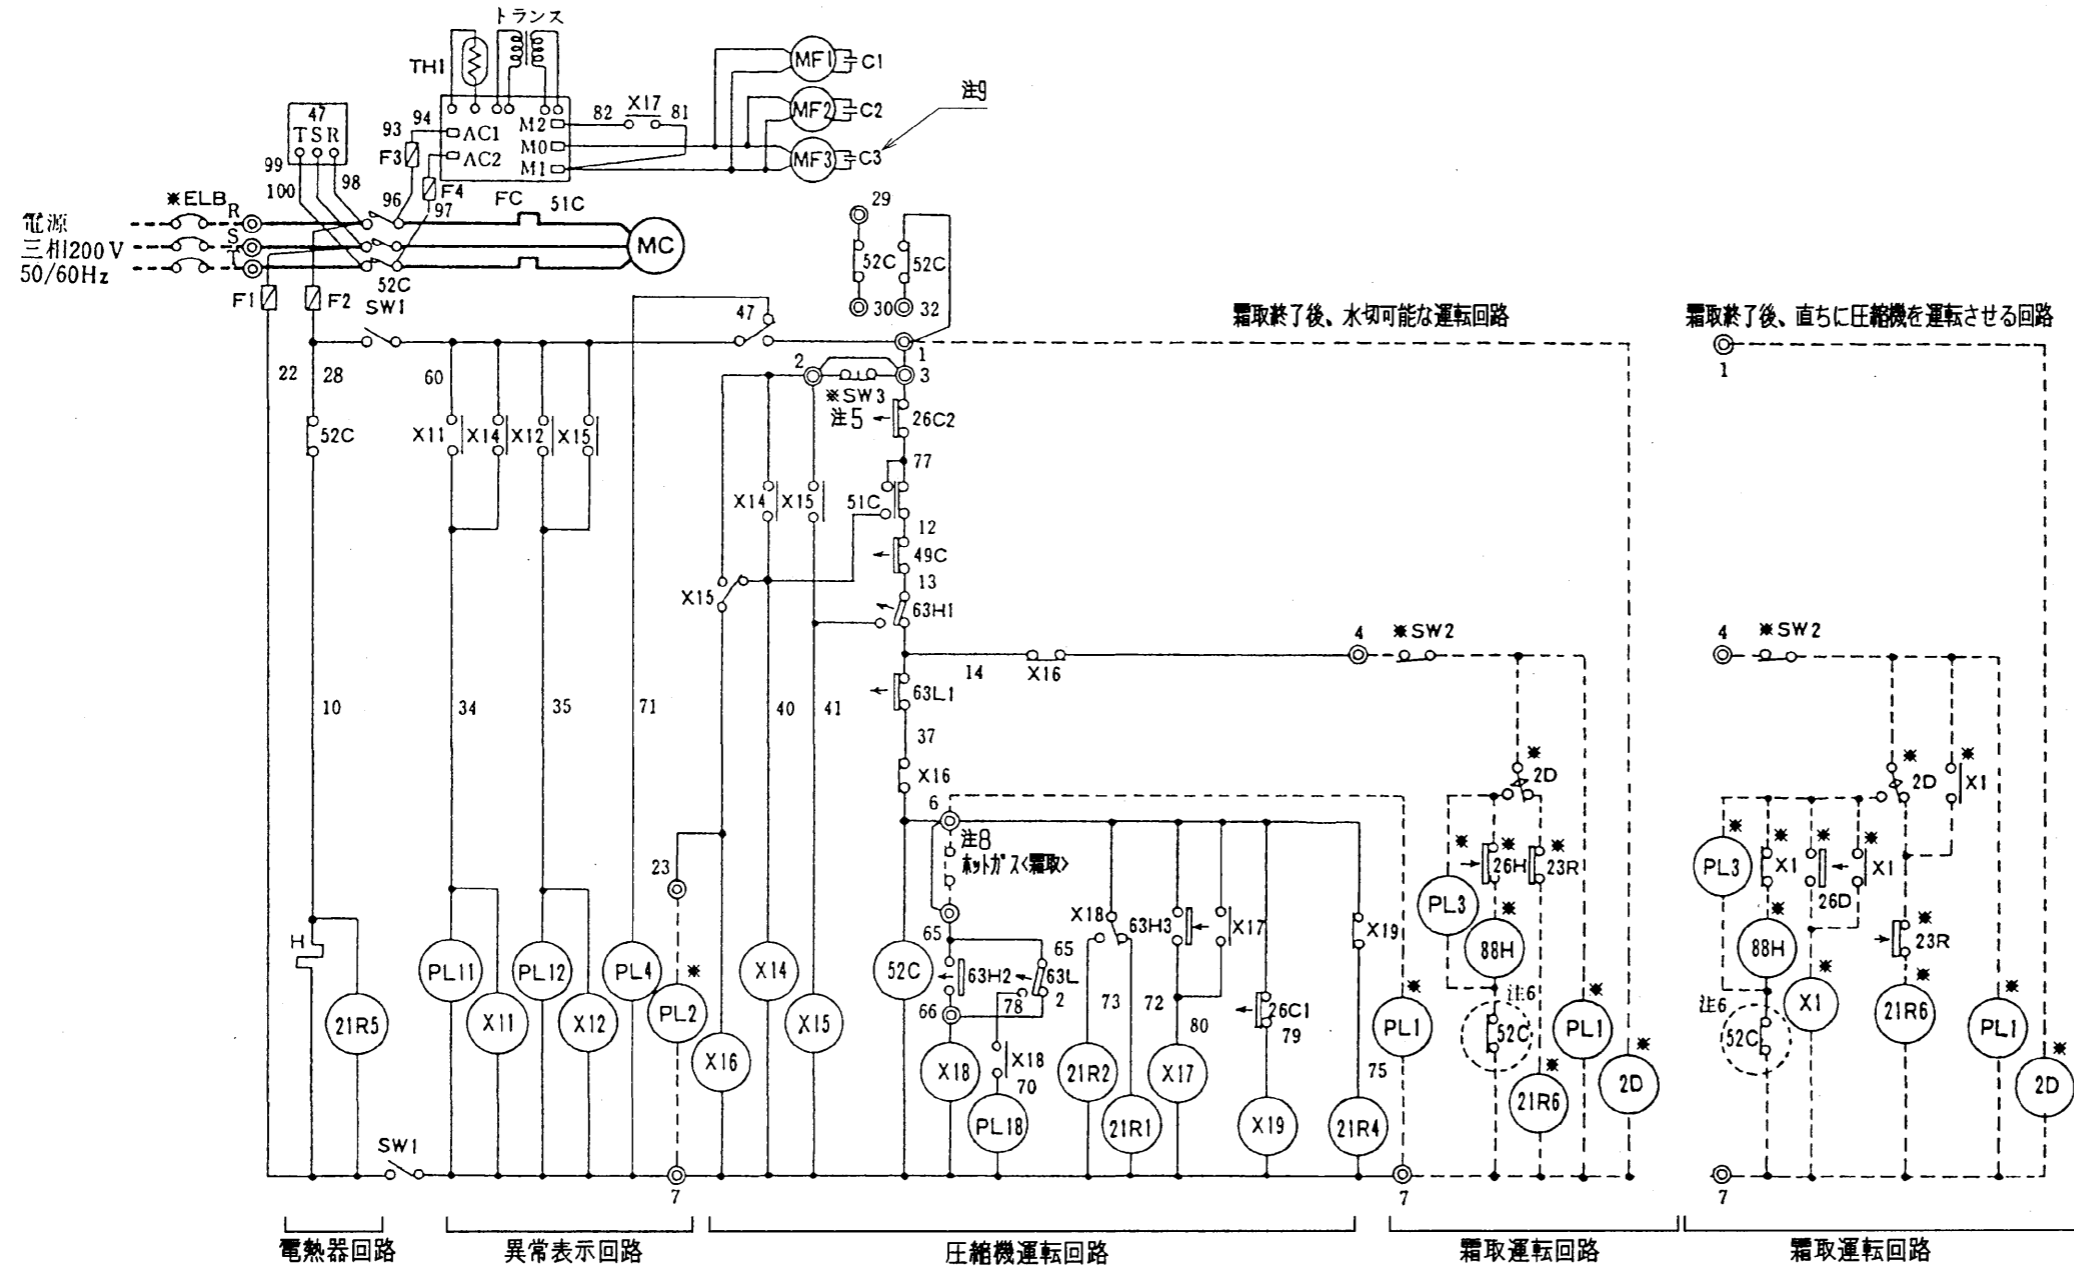 トランス
TH1
MF1 C1
注9
MF2 C2
MF3 C3
47
T S R
93 94
AC1
AC2
F3
F4
M2
M0
M1
82 X17 81
99
100
98
96
97
FC
51C
※ELB
R
S
T
電源
三相200V
50/60Hz
MC
52C
F1
F2
SW1
29
52C
52C
30
32
47
霜取終了後、水切可能な運転回路
霜取終了後、直ちに圧縮機を運転させる回路
1
1
22
28
60
2
3
※SW3
注5
26C2
52C
X11
X14
X12
X15
77
X14
X15
51C
12
49C
13
X15
63H1
4
※SW2
4
※SW2
14
X16
63L1
10
34
35
71
40
41
37
X16
※
2D
※
2D
※
X1
6
注8
ホットガス<霜取>
23
※
PL3
※
26H
※
23R
※
PL3
※
X1
※
26D
※
X1
X18
63H3
X17
X19
65
65
H
PL11
PL12
PL4
※
PL2
X14
52C
63H2
63L
78
2
73
72
※
88H
※
88H
※
23R
66
21R5
X11
X12
X16
X15
X18
X18
70
PL18
21R2
21R1
80
X17
26C1
79
X19
75
21R4
※
PL1
注6
52C
※
21R6
※
PL1
※
2D
注6
52C
※
X1
※
21R6
※
PL1
※
2D
SW1
7
7
7
電熱器回路
異常表示回路
圧縮機運転回路
霜取運転回路
霜取運転回路